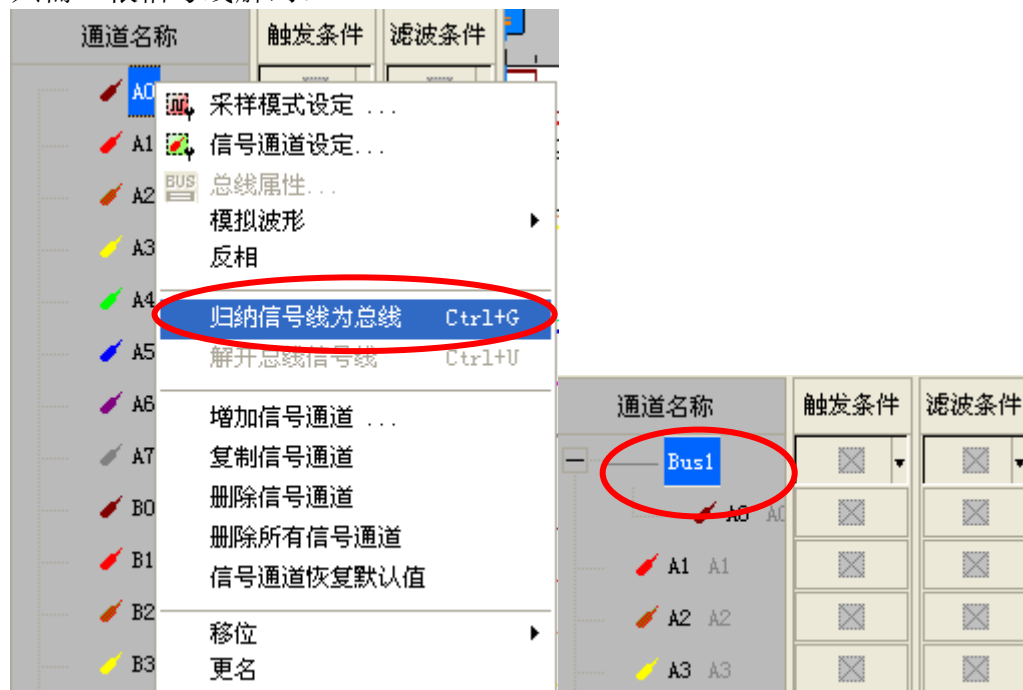 通道名称 触发条件 滤波条件
A0
A1
A2
A3
A4
A5
A6
A7
B0
B1
B2
B3
采样模式设定 ...
信号通道设定...
BUS 总线属性...
模拟波形
反相
归纳信号线为总线 Ctrl+G
解开总线信号线 Ctrl+U
增加信号通道 ...
复制信号通道
删除信号通道
删除所有信号通道
信号通道恢复默认值
移位
更名
通道名称 触发条件 滤波条件
Bus1
A0
A1 A1
A2 A2
A3 A3